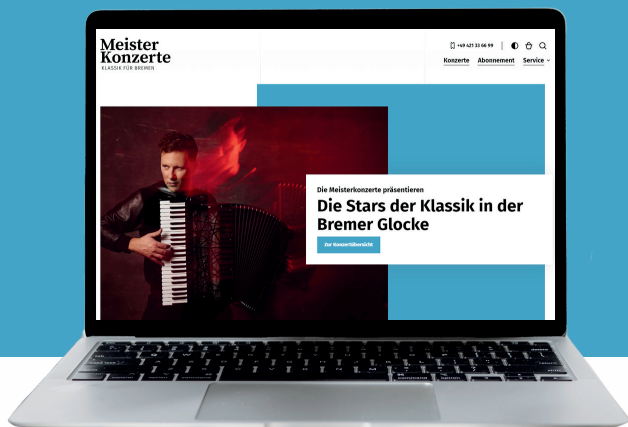 Meister
Konzerte
KLASSIK FÜR BREMEN
+49 421 33 66 99
Konzerte Abonnement Service
Die Meisterkonzerte präsentieren
Die Stars der Klassik in der
Bremer Glocke
Zur Konzertübersicht